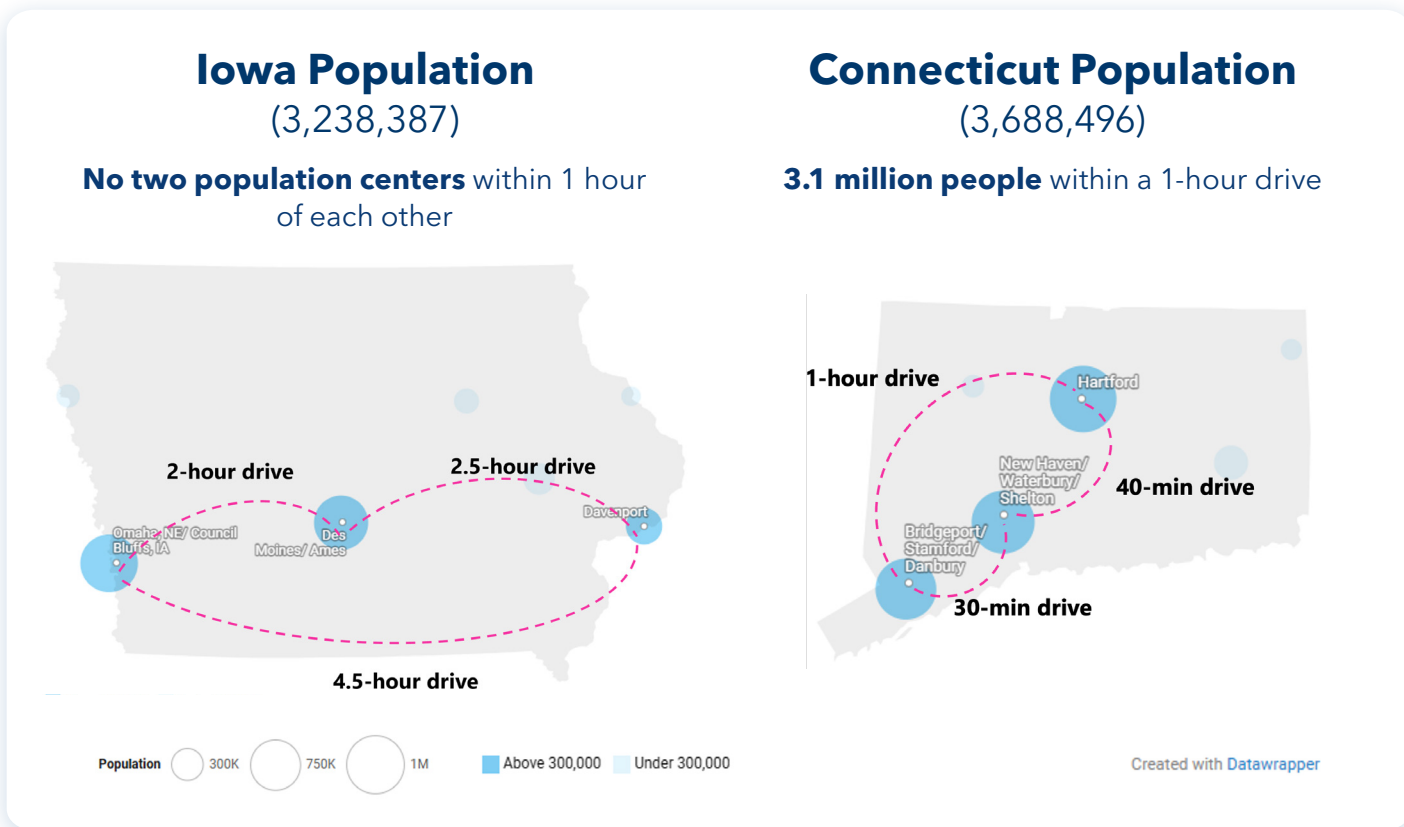 Iowa Population
(3,238,387)
No two population centers within 1 hour
of each other
2-hour drive
2.5-hour drive
Omaha, NE/ Council
Bluffs, IA
Des
Moines/ Ames
Davenport
4.5-hour drive
Connecticut Population
(3,688,496)
3.1 million people within a 1-hour drive
1-hour drive
Hartford
New Haven/
Waterbury/
Shelton
40-min drive
Bridgeport/
Stamford/
Danbury
30-min drive
Population 300K 750K 1M Above 300,000 Under 300,000
Created with Datawrapper